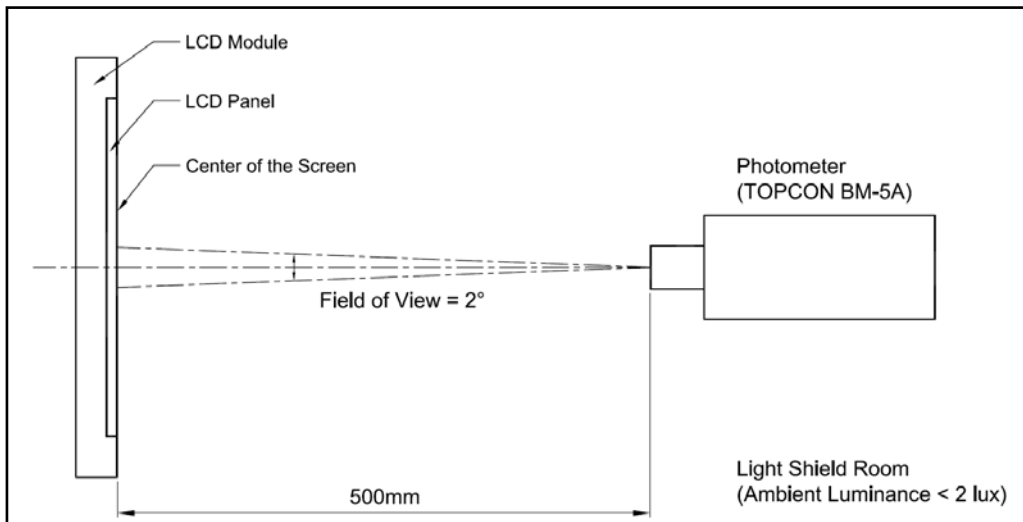 LCD Module
LCD Panel
Center of the Screen
Photometer
(TOPCON BM-5A)
Field of View = 2°
500mm
Light Shield Room
(Ambient Luminance < 2 lux)